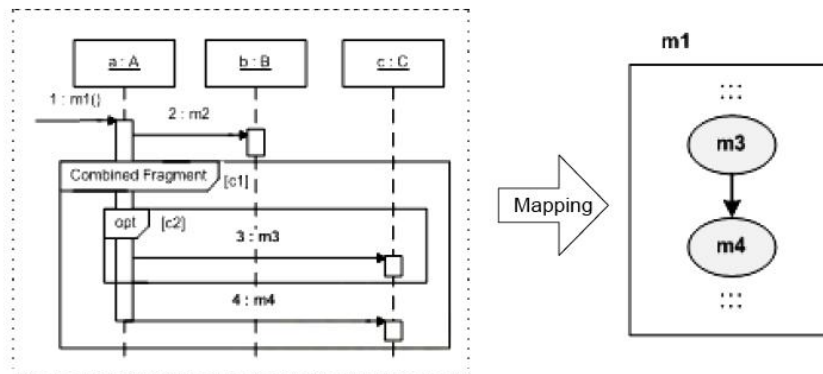 a : A
b : B
c : C
1 : m1()
2 : m2
Combined Fragment
[c1]
opt
[c2]
3 : m3
4 : m4
Mapping
m1
:::
m3
m4
:::